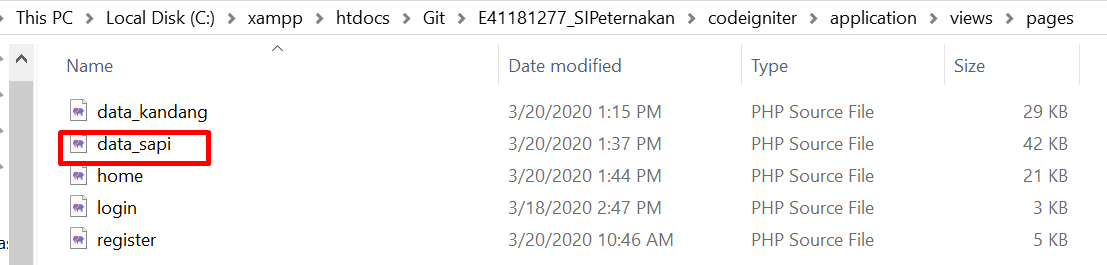 This PC > Local Disk (C:) > xampp > htdocs > Git > E41181277_SIPeternakan > codeigniter > application > views > pages
Name Date modified Type Size
data_kandang 3/20/2020 1:15 PM PHP Source File 29 KB
data_sapi 3/20/2020 1:37 PM PHP Source File 42 KB
home 3/20/2020 1:44 PM PHP Source File 21 KB
login 3/18/2020 2:47 PM PHP Source File 3 KB
register 3/20/2020 10:46 AM PHP Source File 5 KB